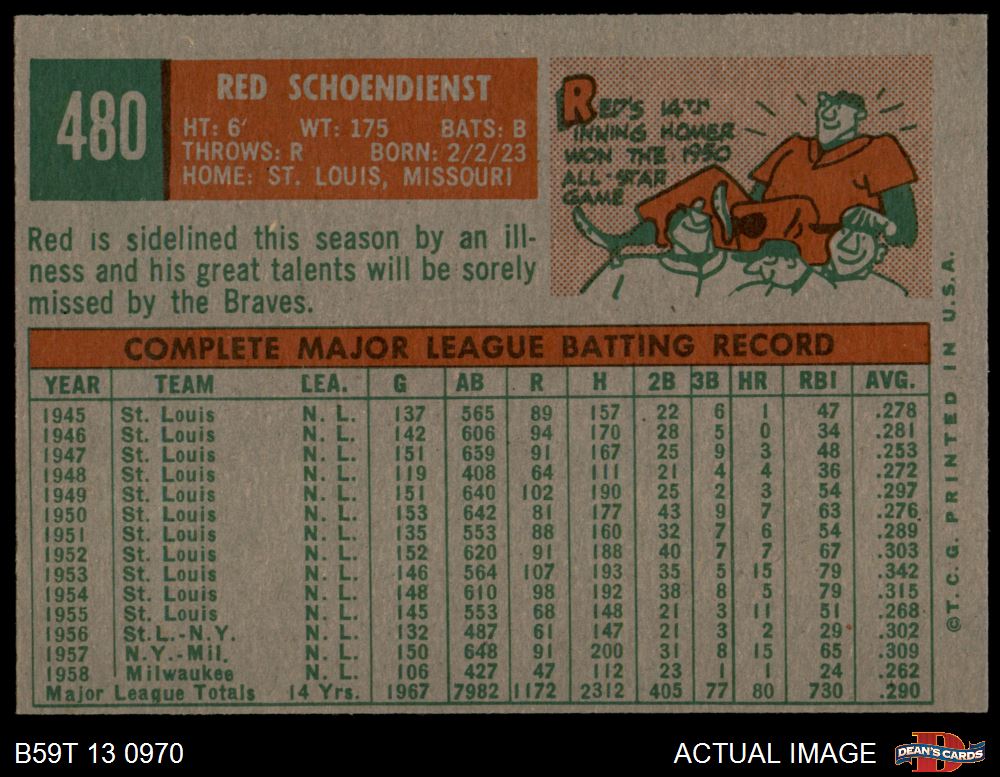 480
RED SCHOENDIENST
HT: 6' WT: 175 BATS: B
THROWS: R BORN: 2/2/23
HOME: ST. LOUIS, MISSOURI
RED'S 14TH
INNING HOMER
WON THE 1950
ALL-STAR
GAME
Red is sidelined this season by an ill-
ness and his great talents will be sorely
missed by the Braves.
COMPLETE MAJOR LEAGUE BATTING RECORD
YEAR TEAM LEA. G AB R H 2B 3B HR RBI AVG.
1945 St. Louis N. L. 137 565 89 157 22 6 1 47 .278
1946 St. Louis N. L. 142 606 94 170 28 5 0 34 .281
1947 St. Louis N. L. 151 659 91 167 25 9 3 48 .253
1948 St. Louis N. L. 119 408 64 111 21 4 4 36 .272
1949 St. Louis N. L. 151 640 102 190 25 2 3 54 .297
1950 St. Louis N. L. 153 642 81 177 43 9 7 63 .276
1951 St. Louis N. L. 135 553 88 160 32 7 6 54 .289
1952 St. Louis N. L. 152 620 91 188 40 7 7 67 .303
1953 St. Louis N. L. 146 564 107 193 35 5 15 79 .342
1954 St. Louis N. L. 148 610 98 192 38 8 5 79 .315
1955 St. Louis N. L. 145 553 68 148 21 3 11 51 .268
1956 St.L.-N.Y. N. L. 132 487 61 147 21 3 2 29 .302
1957 N.Y.-Mil. N. L. 150 648 91 200 31 8 15 65 .309
1958 Milwaukee N. L. 106 427 47 112 23 1 1 24 .262
Major League Totals 14 Yrs. 1967 7982 1172 2312 405 77 80 730 .290
©T.C.G. PRINTED IN U.S.A.
B59T 13 0970
ACTUAL IMAGE
D
DEAN'S CARDS